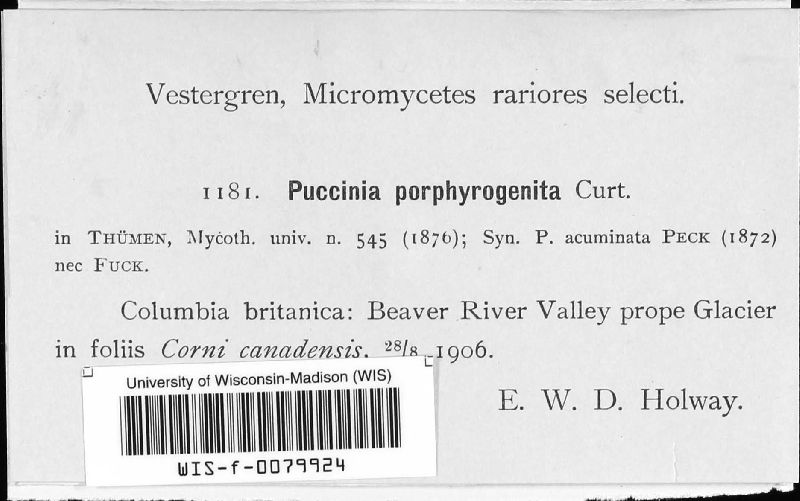 Vestergren, Micromycetes rariores selecti.
1181. Puccinia porphyrogenita Curt.
in THÜMEN, Mycoth. univ. n. 545 (1876); Syn. P. acuminata PECK (1872)
nec FUCK.
Columbia britanica: Beaver River Valley prope Glacier
in foliis Corni canadensis. 28/8 1906.
E. W. D. Holway.
University of Wisconsin-Madison (WIS)
WIS-f-0079924